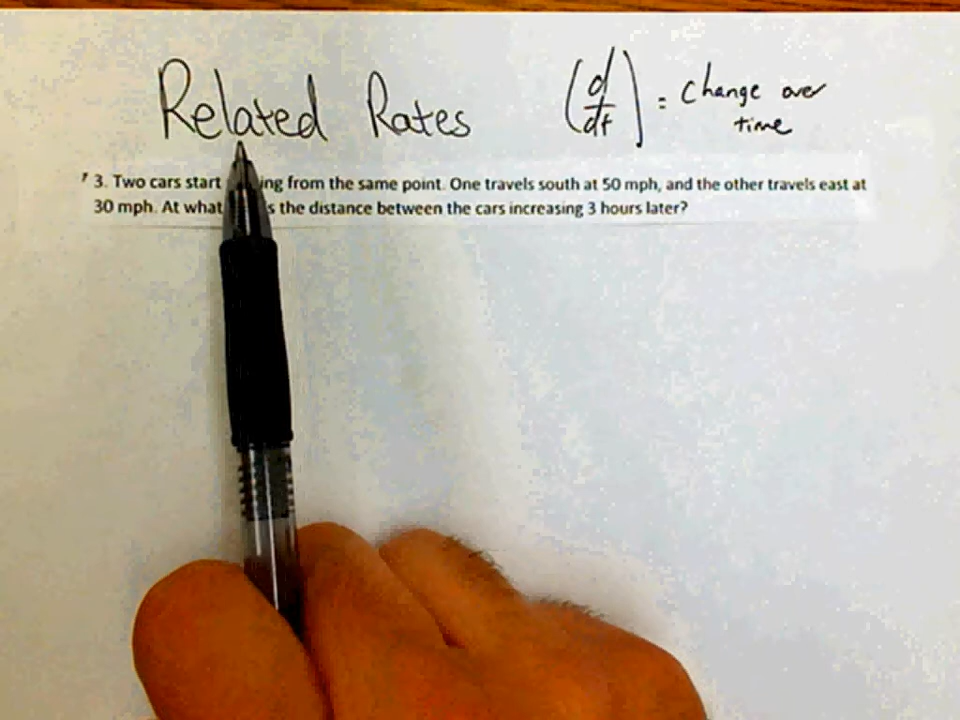 Related Rates (d/dt) = Change over
time
3. Two cars start ing from the same point. One travels south at 50 mph, and the other travels east at
30 mph. At what s the distance between the cars increasing 3 hours later?